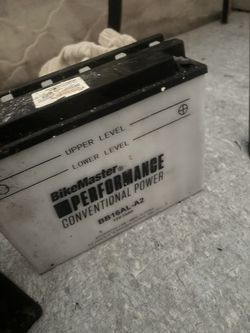 UPPER LEVEL
LOWER LEVEL
BikeMaster®
PERFORMANCE
CONVENTIONAL POWER
BB16AL-A2